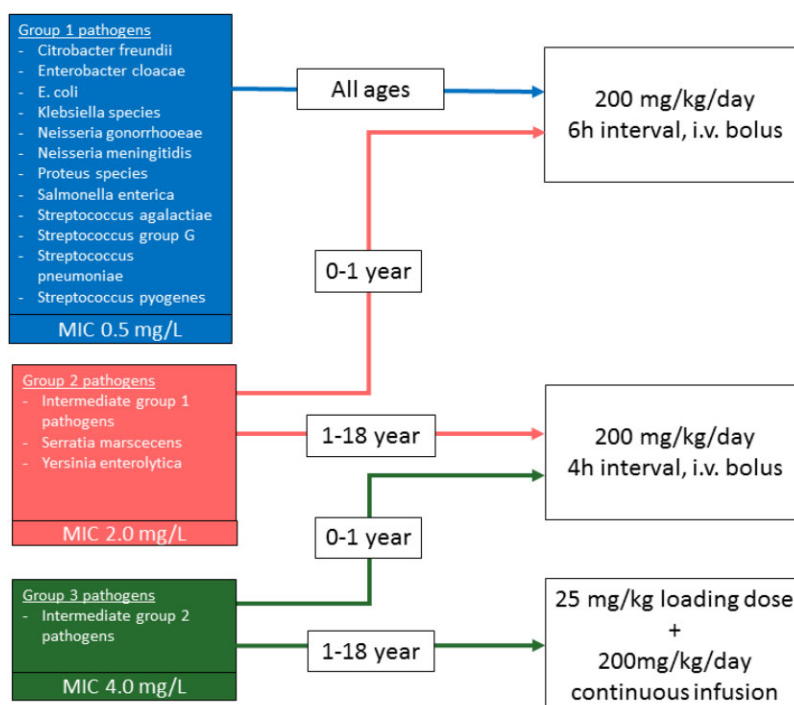 Group 1 pathogens
- Citrobacter freundii
- Enterobacter cloacae
- E. coli
- Klebsiella species
- Neisseria gonorrhooeae
- Neisseria meningitidis
- Proteus species
- Salmonella enterica
- Streptococcus agalactiae
- Streptococcus group G
- Streptococcus
pneumoniae
- Streptococcus pyogenes
MIC 0.5 mg/L
All ages
200 mg/kg/day
6h interval, i.v. bolus
0-1 year
Group 2 pathogens
- Intermediate group 1
pathogens
- Serratia marscecens
- Yersinia enterolytica
MIC 2.0 mg/L
1-18 year
200 mg/kg/day
4h interval, i.v. bolus
0-1 year
Group 3 pathogens
- Intermediate group 2
pathogens
MIC 4.0 mg/L
1-18 year
25 mg/kg loading dose
+
200mg/kg/day
continuous infusion